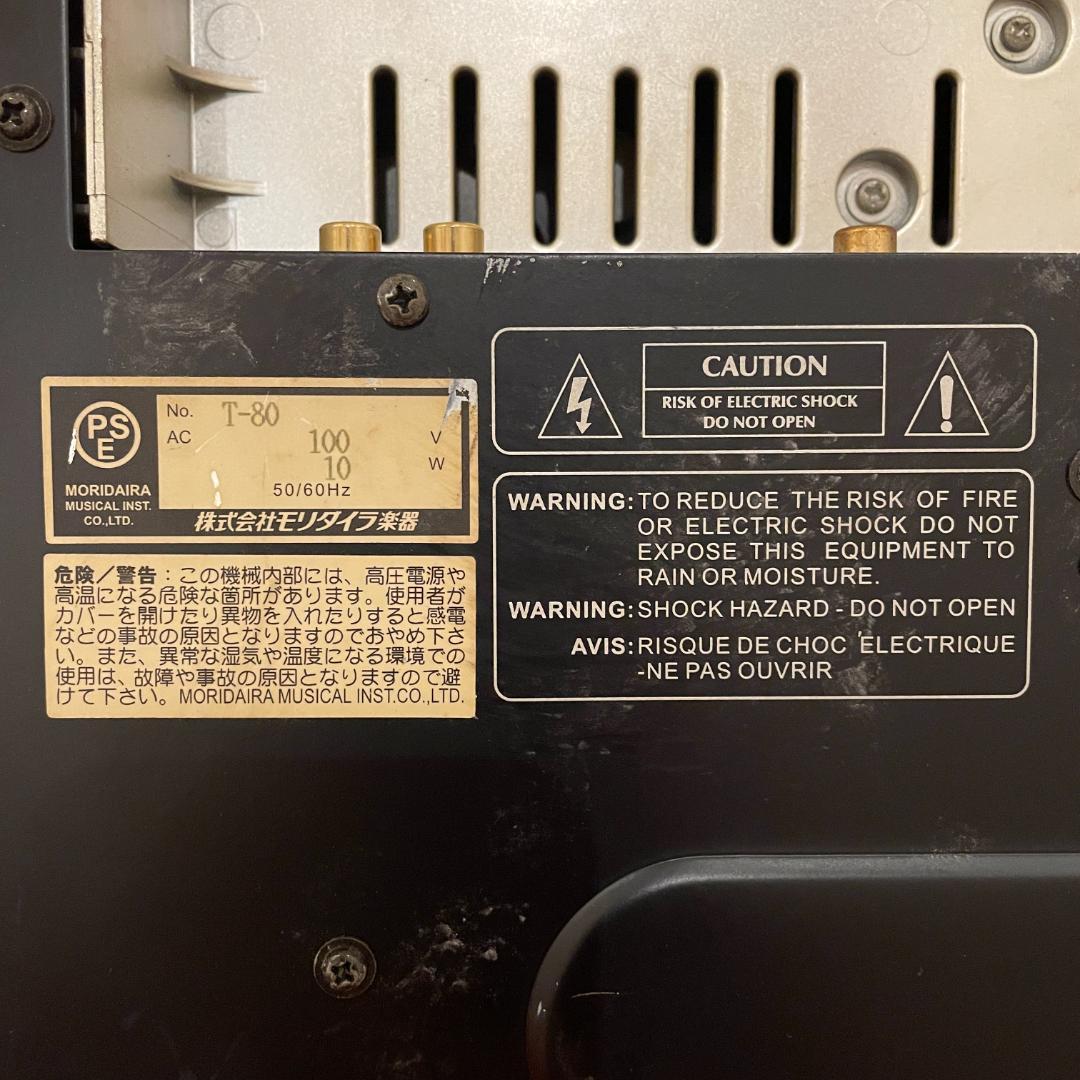 PS
E
MORIDAIRA
MUSICAL INST.
CO.,LTD.
No. T-80
AC 100 V
10 W
50/60Hz
株式会社モリダイラ楽器
危険/警告:この機械内部には、高圧電源や
高温になる危険な箇所があります。使用者が
カバーを開けたり異物を入れたりすると感電
などの事故の原因となりますのでおやめ下さ
い。また、異常な湿気や温度になる環境での
使用は、故障や事故の原因となりますので避
けて下さい。MORIDAIRA MUSICAL INST.CO.,LTD.
CAUTION
RISK OF ELECTRIC SHOCK
DO NOT OPEN
WARNING: TO REDUCE THE RISK OF FIRE
OR ELECTRIC SHOCK DO NOT
EXPOSE THIS EQUIPMENT TO
RAIN OR MOISTURE.
WARNING: SHOCK HAZARD - DO NOT OPEN
AVIS: RISQUE DE CHOC 'ELECTRIQUE
-NE PAS OUVRIR